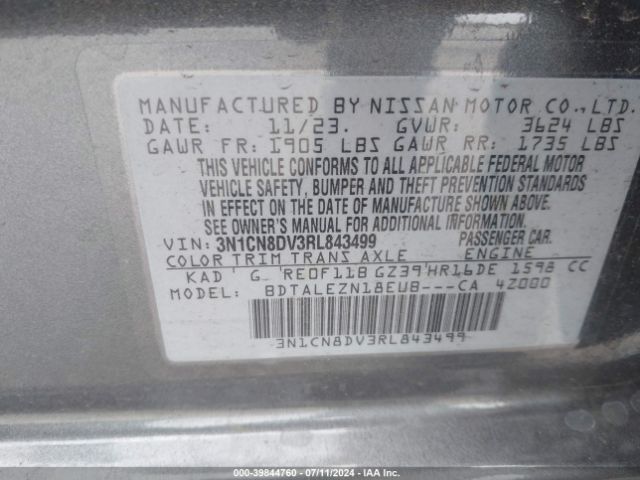 MANUFACTURED BY NISSAN MOTOR CO.,LTD.
DATE: 11/23. GVWR: 3624 LBS
GAWR FR: 1905 LBS GAWR RR: 1735 LBS
THIS VEHICLE CONFORMS TO ALL APPLICABLE FEDERAL MOTOR
VEHICLE SAFETY, BUMPER AND THEFT PREVENTION STANDARDS
IN EFFECT ON THE DATE OF MANUFACTURE SHOWN ABOVE.
SEE OWNER'S MANUAL FOR ADDITIONAL INFORMATION.
VIN: 3N1CN8DV3RL843499 PASSENGER CAR.
COLOR TRIM TRANS AXLE ENGINE
KAD G RE0F11B GZ39 HR16DE 1598 CC
MODEL: BDTALEZN18EUB---CA 4Z000
3N1CN8DV3RL843499
000-39844760 - 07/11/2024 - IAA Inc.